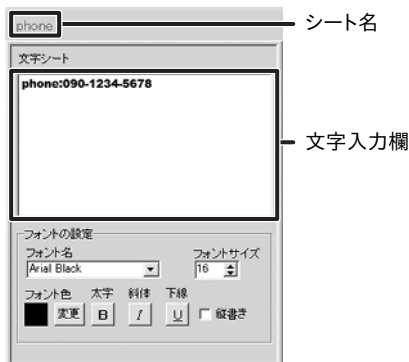 phone
シート名
文字シート
phone:090-1234-5678
文字入力欄
フォントの設定
フォント名 フォントサイズ
Arial Black 16
フォント色 太字 斜体 下線
変更 B I U 縦書き